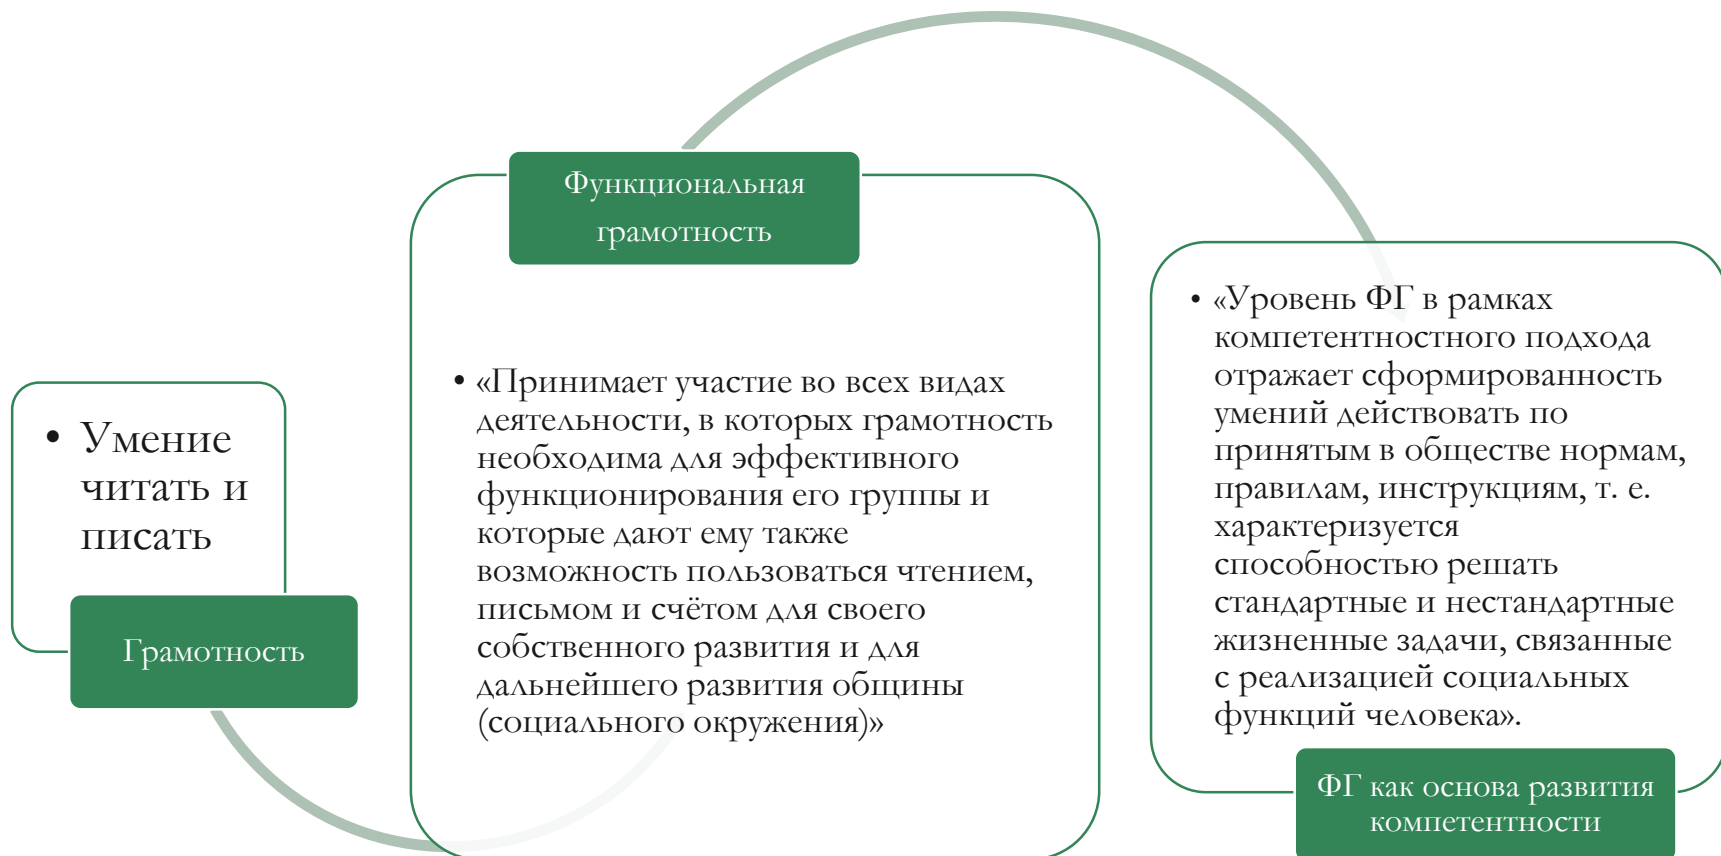 • Умение
читать и
писать
Грамотность
Функциональная
грамотность
• «Принимает участие во всех видах
деятельности, в которых грамотность
необходима для эффективного
функционирования его группы и
которые дают ему также
возможность пользоваться чтением,
письмом и счётом для своего
собственного развития и для
дальнейшего развития общины
(социального окружения)»
• «Уровень ФГ в рамках
компетентностного подхода
отражает сформированность
умений действовать по
принятым в обществе нормам,
правилам, инструкциям, т. е.
характеризуется
способностью решать
стандартные и нестандартные
жизненные задачи, связанные
с реализацией социальных
функций человека».
ФГ как основа развития
компетентности